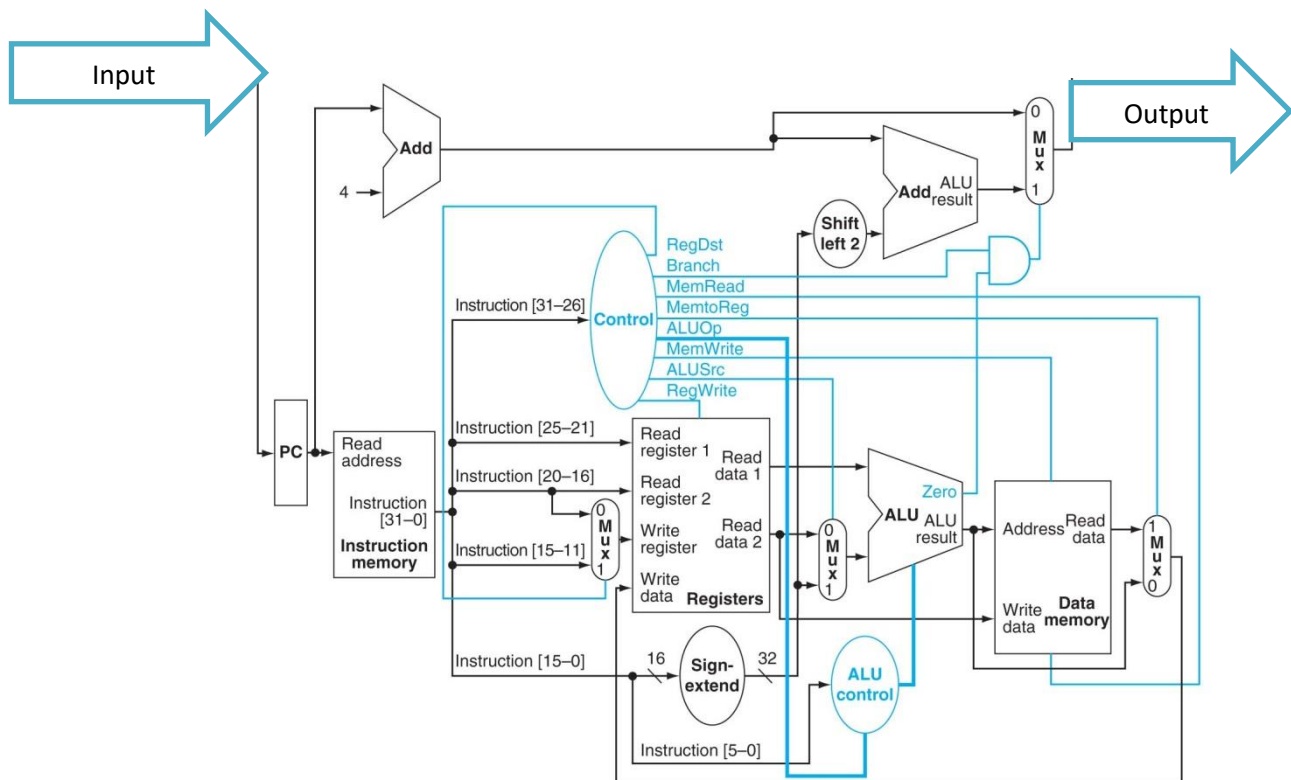 Input
Output
Add
4
0
Mux
1
Add
ALU
result
Shift
left 2
RegDst
Branch
MemRead
MemtoReg
ALUOp
MemWrite
ALUSrc
RegWrite
Control
Instruction [31–26]
Instruction [25–21]
Instruction [20–16]
Instruction [15–11]
Instruction [15–0]
Instruction [5–0]
PC
Read
address
Instruction
[31–0]
Instruction
memory
0
Mux
1
Read
register 1
Read
register 2
Write
register
Write
data
Read
data 1
Read
data 2
Registers
0
Mux
1
Zero
ALU
ALU
result
Address
Read
data
Write
data
Data
memory
1
Mux
0
16
Sign-
extend
32
ALU
control